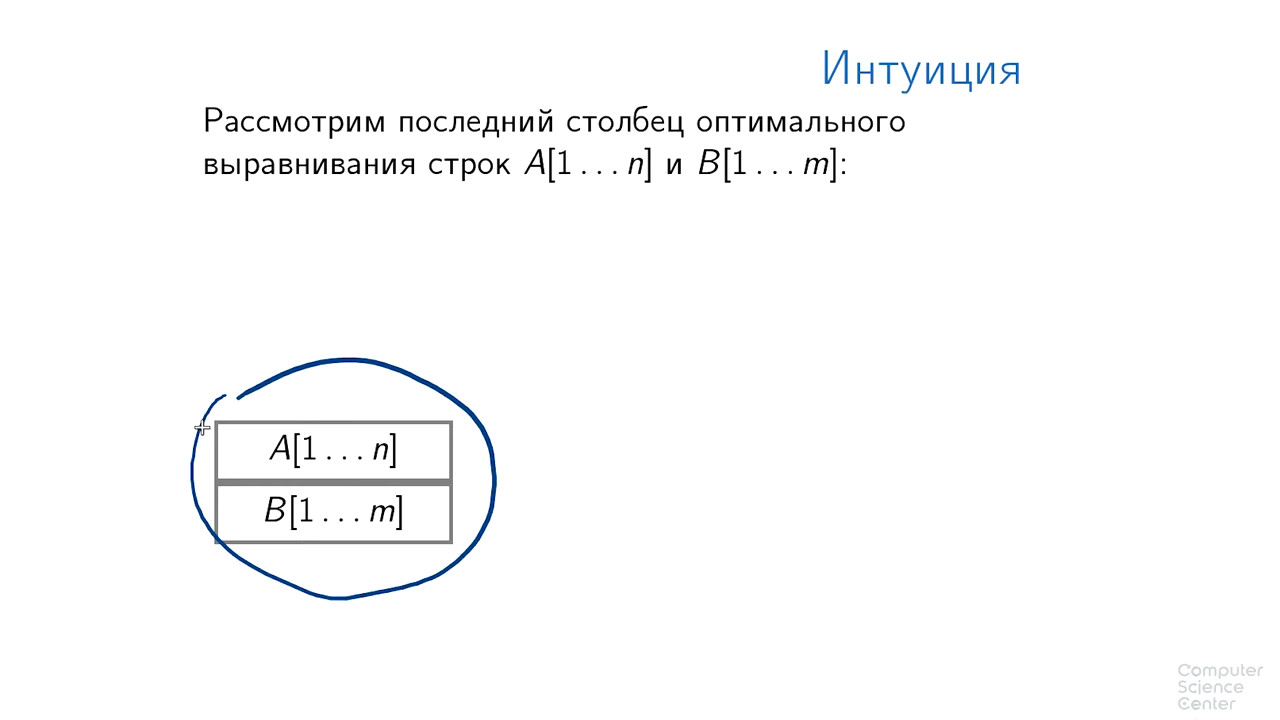 Интуиция
Рассмотрим последний столбец оптимального
выравнивания строк A[1 . . . n] и B[1 . . . m]:
A[1 . . . n]
B[1 . . . m]
Computer
Science
Center